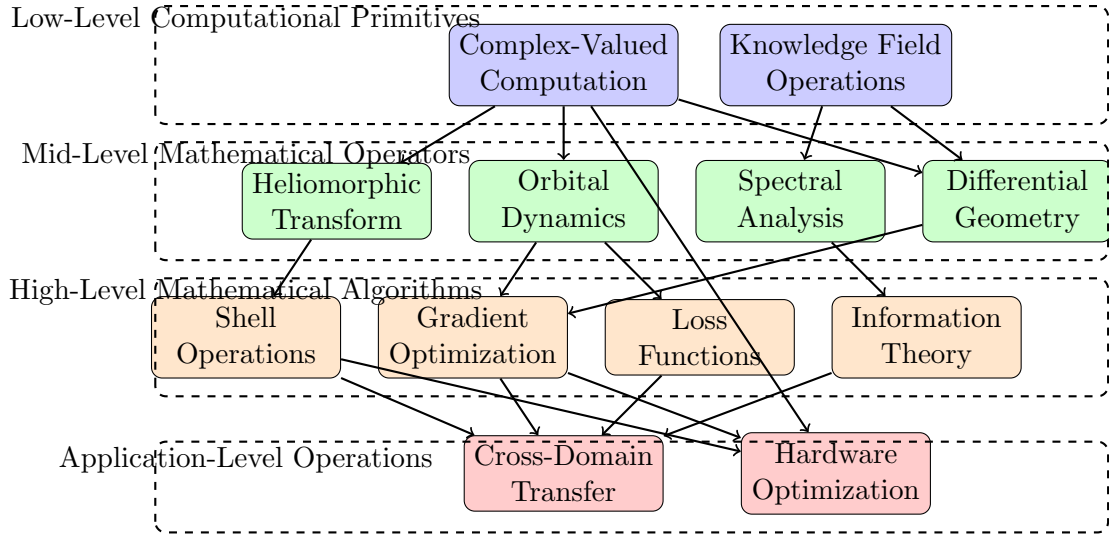 Low-Level Computational Primitives
Complex-Valued
Computation
Knowledge Field
Operations
Mid-Level Mathematical Operators
Heliomorphic
Transform
Orbital
Dynamics
Spectral
Analysis
Differential
Geometry
High-Level Mathematical Algorithms
Shell
Operations
Gradient
Optimization
Loss
Functions
Information
Theory
Application-Level Operations
Cross-Domain
Transfer
Hardware
Optimization